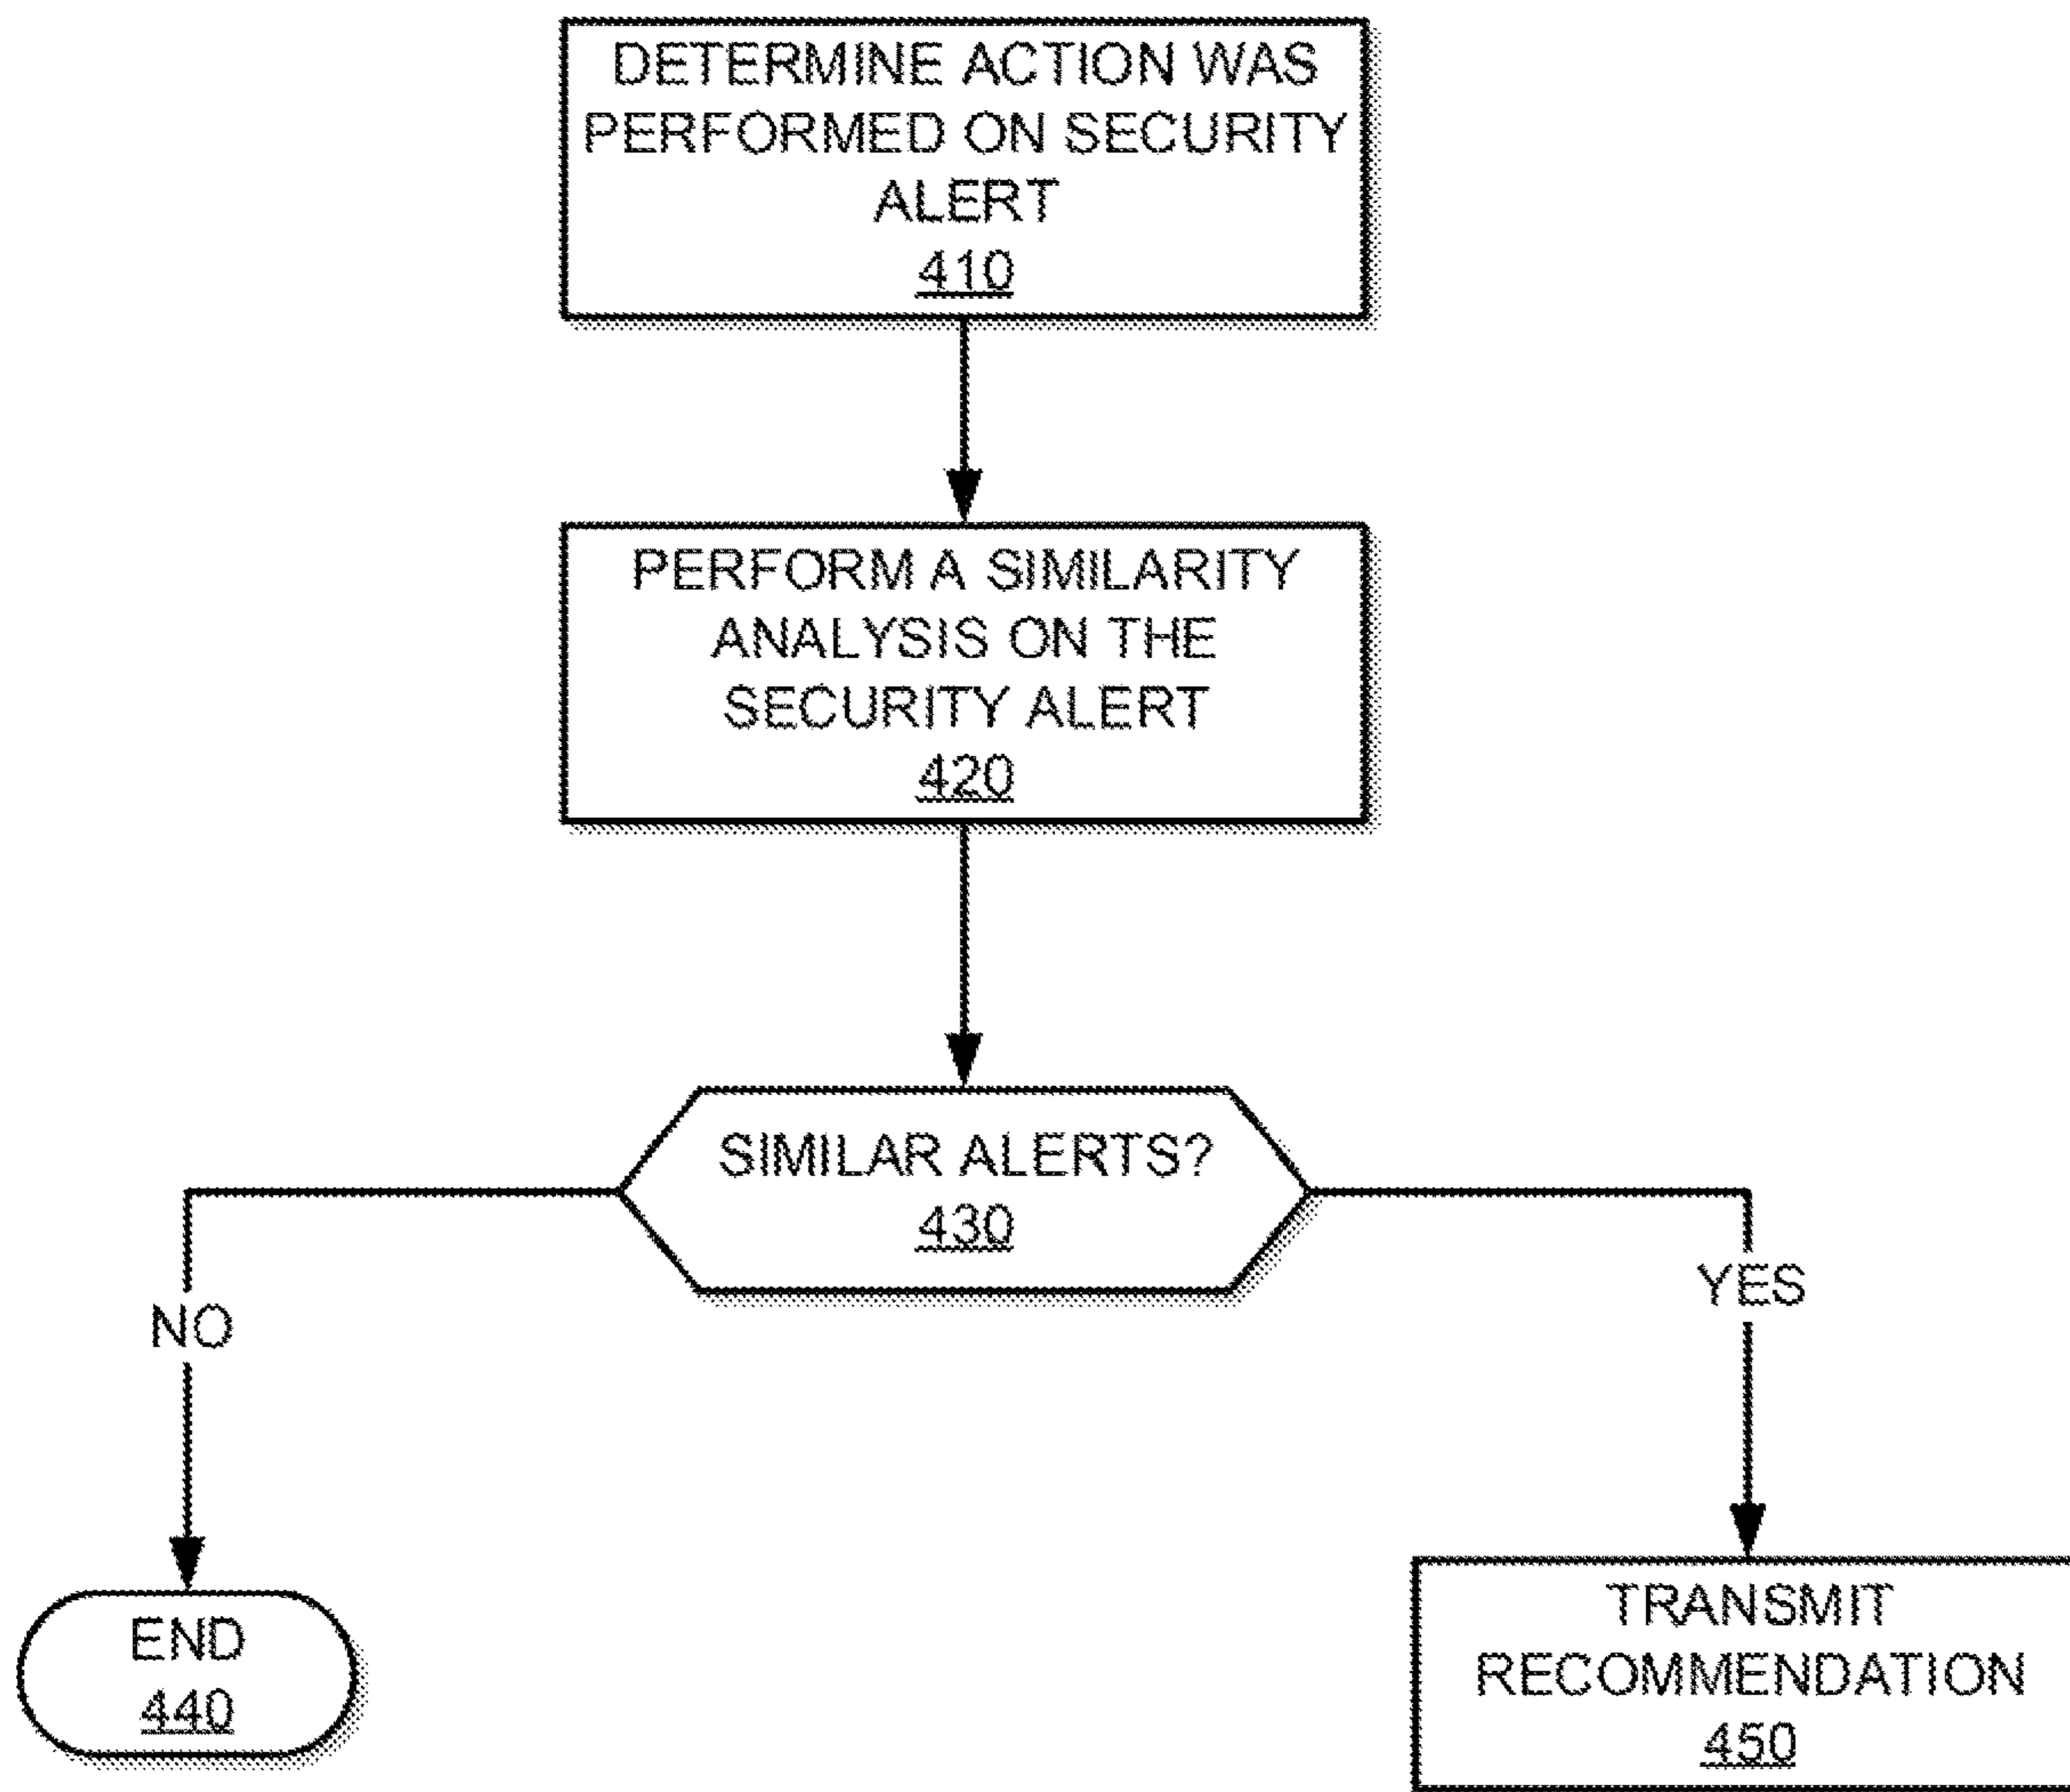 DETERMINE ACTION WAS
PERFORMED ON SECURITY
ALERT
410
PERFORM A SIMILARITY
ANALYSIS ON THE
SECURITY ALERT
420
SIMILAR ALERTS?
430
NO
YES
END
440
TRANSMIT
RECOMMENDATION
450